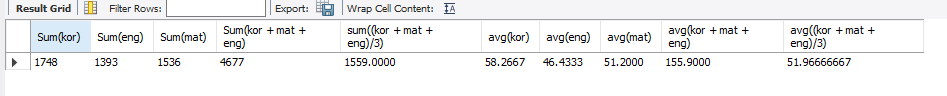 Result Grid Filter Rows: Export: Wrap Cell Content:
Sum(kor) Sum(eng) Sum(mat) Sum(kor + mat + eng) sum((kor + mat + eng)/3) avg(kor) avg(eng) avg(mat) avg(kor + mat + eng) avg((kor + mat + eng)/3)
1748 1393 1536 4677 1559.0000 58.2667 46.4333 51.2000 155.9000 51.96666667